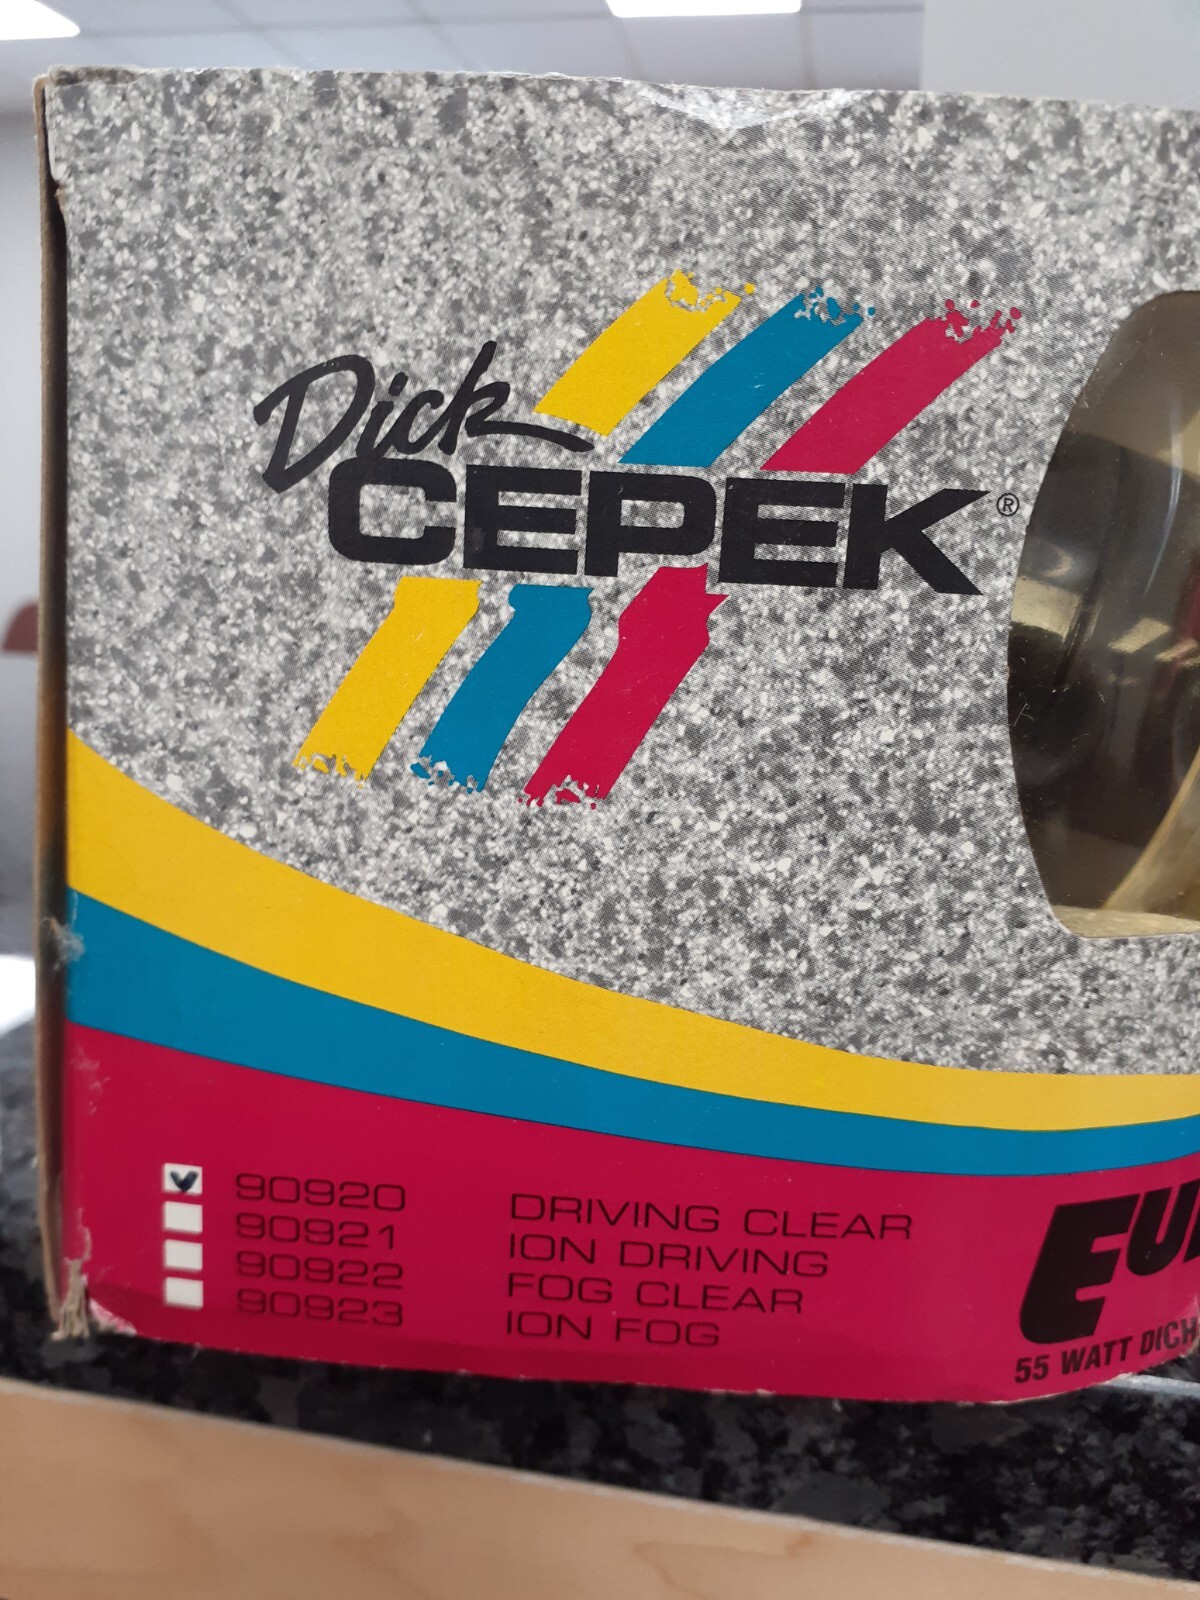 Dick
CEPEK®
90920 DRIVING CLEAR
90921 ION DRIVING
90922 FOG CLEAR
90923 ION FOG
55 WATT